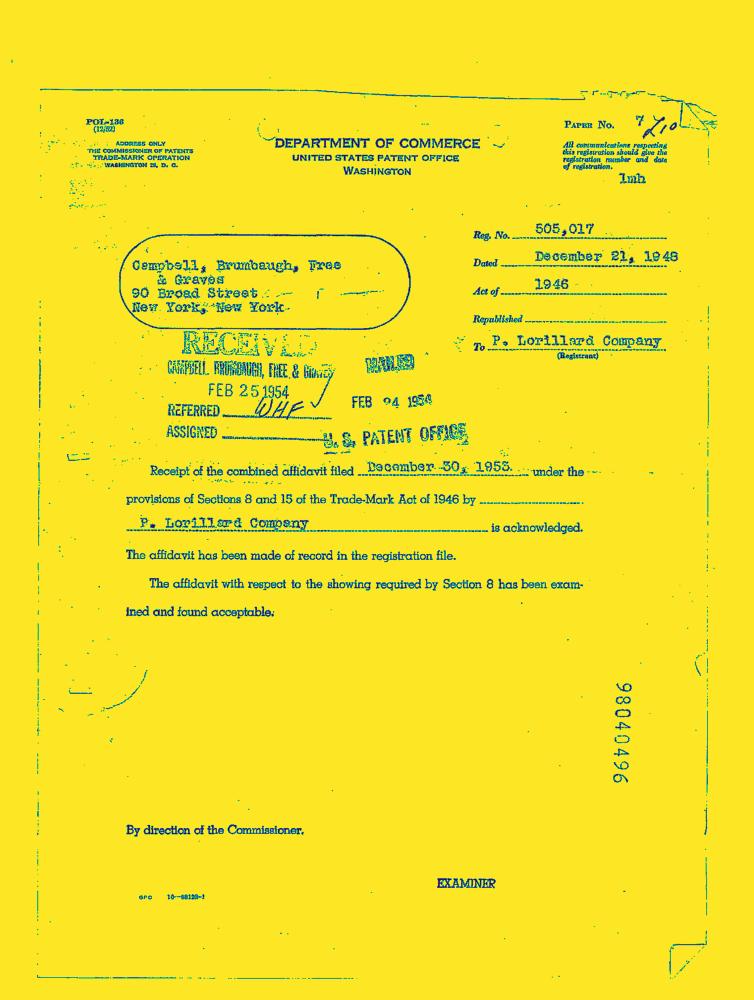 POL-136
(12/52)
ADDRESS ONLY
THE COMMISSIONER OF PATENTS
TRADE-MARK OPERATION
WASHINGTON 25, D. C.
DEPARTMENT OF COMMERCE
UNITED STATES PATENT OFFICE
WASHINGTON
PAPER No. 7
All communications respecting
this registration should give the
registration number and date
of registration.
lmh
Reg. No. 505,017
Dated December 21, 1948
Act of 1946
Republished
To P. Lorillard Company
(Registrant)
Campbell, Brumbaugh, Free
& Graves
90 Broad Street
New York, New York
RECEIVED
CAMPBELL, BRUMBAUGH, FREE & GRAVES
FEB 25 1954
REFERRED WHF
ASSIGNED
MAILED
FEB 24 1954
U. S. PATENT OFFICE
Receipt of the combined affidavit filed December 30, 1953 under the
provisions of Sections 8 and 15 of the Trade-Mark Act of 1946 by
P. Lorillard Company is acknowledged.
The affidavit has been made of record in the registration file.
The affidavit with respect to the showing required by Section 8 has been exam-
ined and found acceptable.
98040496
By direction of the Commissioner.
EXAMINER
GPO